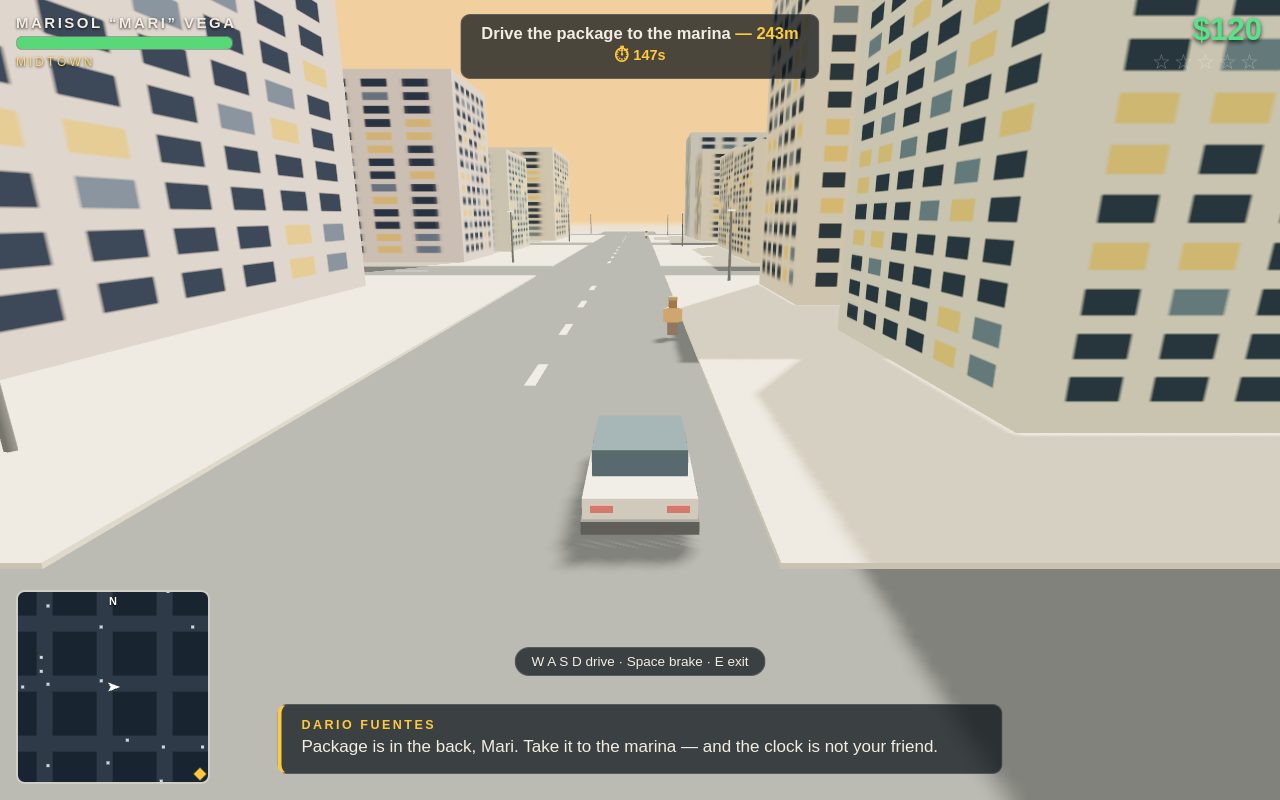 MARISOL “MARI” VEGA
MIDTOWN
Drive the package to the marina — 243m
⏱ 147s
$120
☆☆☆☆☆
N
W A S D drive · Space brake · E exit
DARIO FUENTES
Package is in the back, Mari. Take it to the marina — and the clock is not your friend.